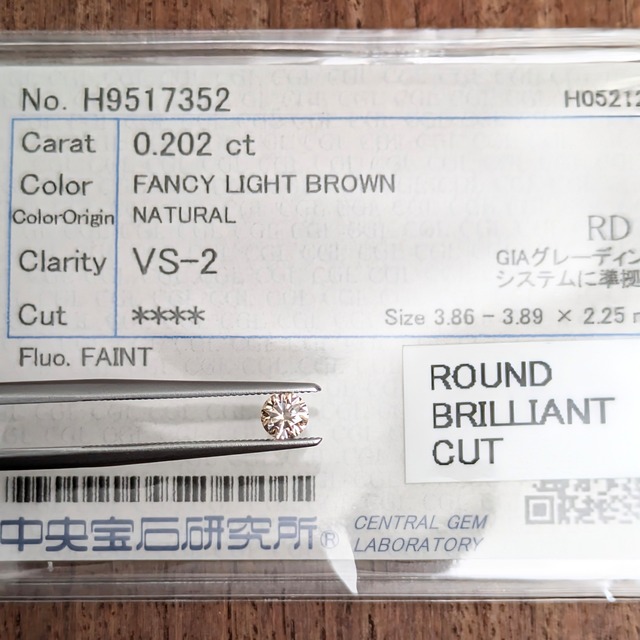 No. H9517352
H05212
Carat 0.202 ct
Color FANCY LIGHT BROWN
ColorOrigin NATURAL
RD
Clarity VS-2
GIAグレーディン
システムに準拠
Cut ****
Size 3.86 - 3.89 × 2.25
Fluo. FAINT
ROUND
BRILLIANT
CUT
中央宝石研究所®
CENTRAL GEM
LABORATORY